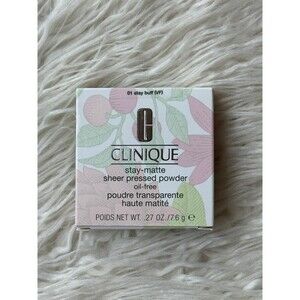 01 stay buff (VF)
CLINIQUE
stay-matte
sheer pressed powder
oil-free
poudre transparente
haute matité
POIDS NET WT. .27 OZ./7.6 g ℮